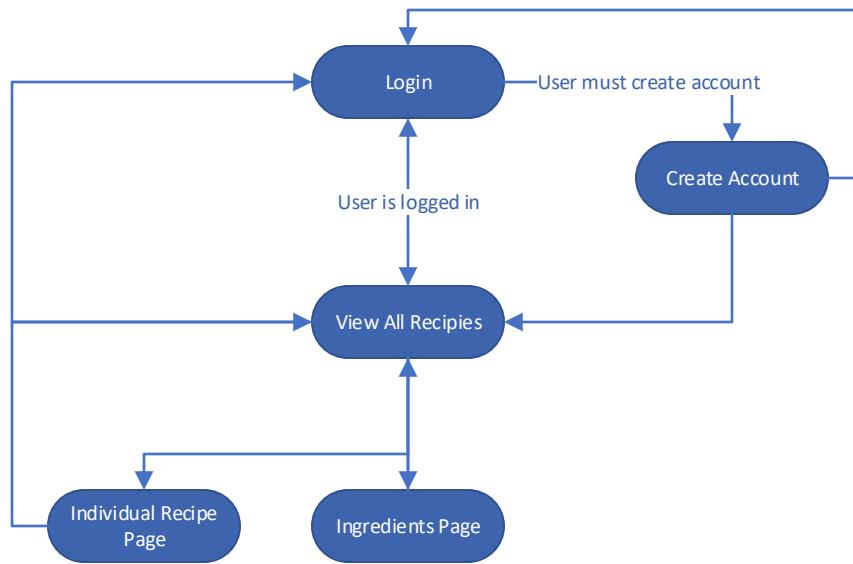 Login
User must create account
Create Account
User is logged in
View All Recipies
Individual Recipe
Page
Ingredients Page